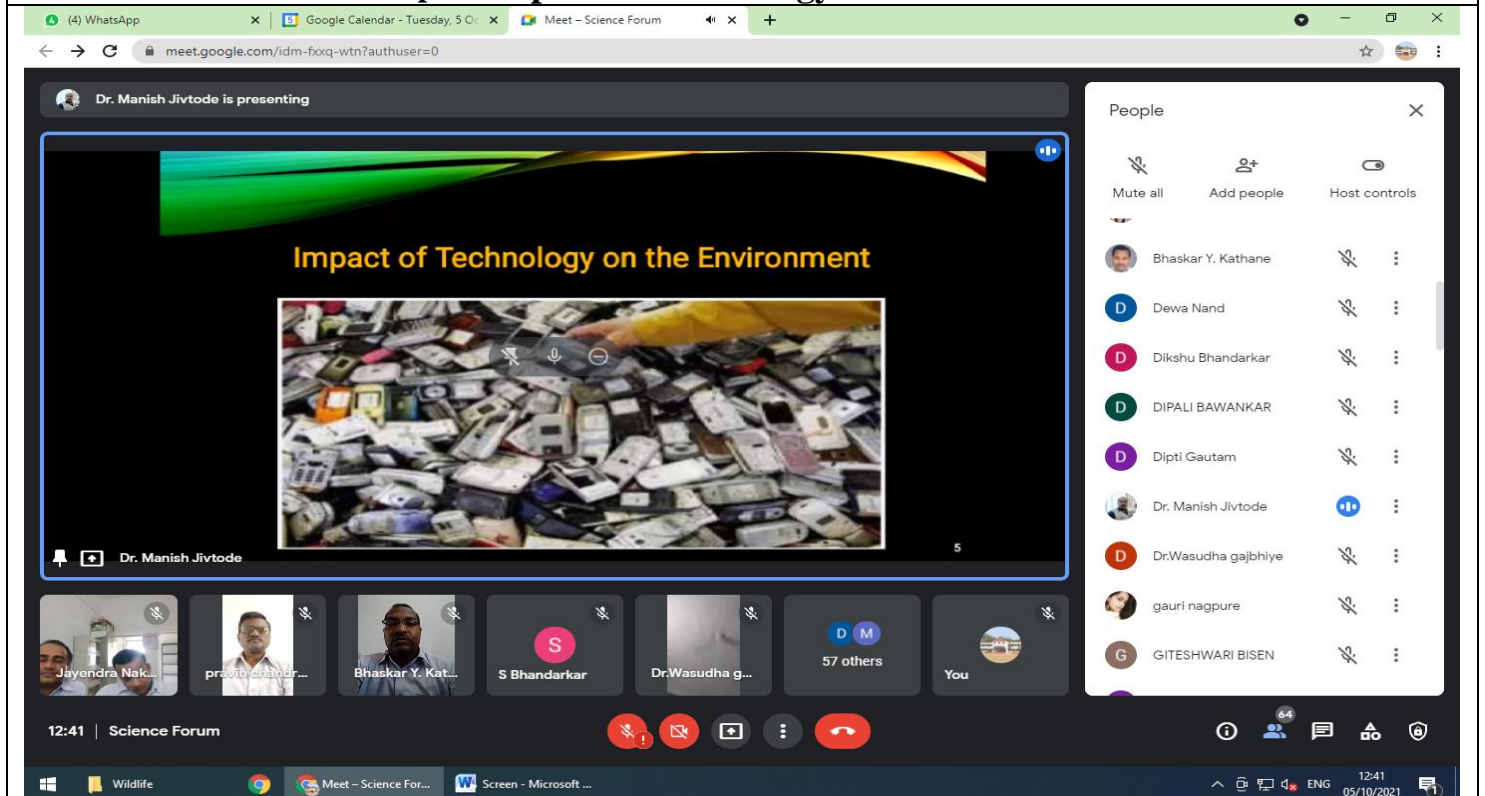 (4) WhatsApp
Google Calendar - Tuesday, 5 Oc
Meet – Science Forum
meet.google.com/idm-fxxq-wtn?authuser=0
Dr. Manish Jivtode is presenting
Impact of Technology on the Environment
5
Dr. Manish Jivtode
People
Mute all
Add people
Host controls
Bhaskar Y. Kathane
D
Dewa Nand
D
Dikshu Bhandarkar
D
DIPALI BAWANKAR
D
Dipti Gautam
Dr. Manish Jivtode
D
Dr.Wasudha gajbhiye
gauri nagpure
G
GITESHWARI BISEN
Jayendra Nak...
pravin chandr...
Bhaskar Y. Kat...
S
S Bhandarkar
Dr.Wasudha g...
D M
57 others
You
12:41 | Science Forum
64
Wildlife
Meet – Science For...
Screen - Microsoft ...
ENG
12:41
05/10/2021